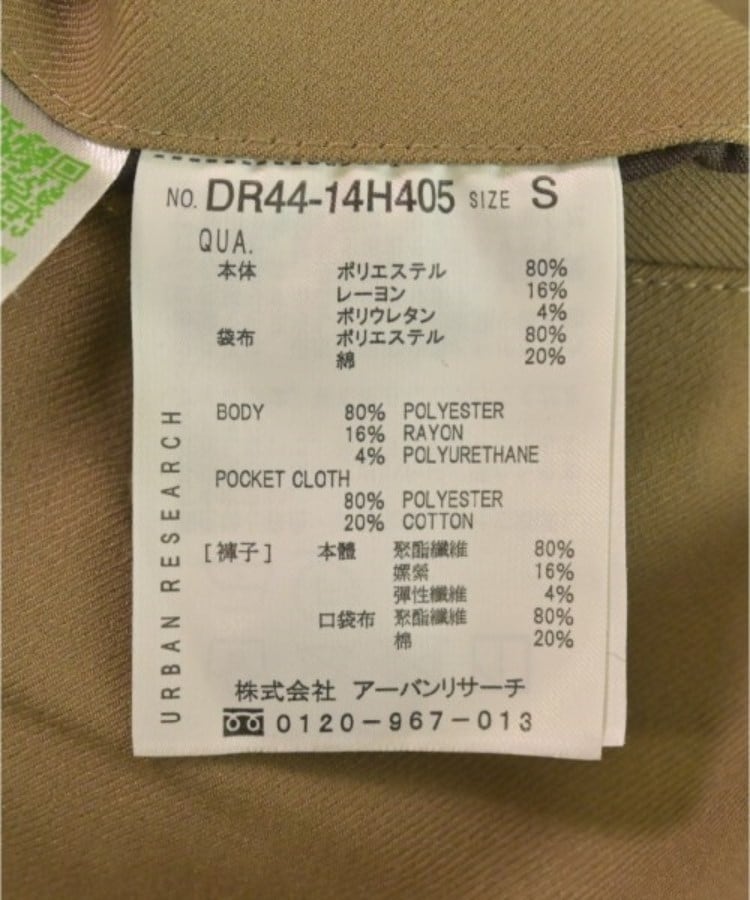 NO. DR44-14H405 SIZE S
QUA.
本体 ポリエステル 80%
レーヨン 16%
ポリウレタン 4%
袋布 ポリエステル 80%
綿 20%
BODY 80% POLYESTER
16% RAYON
4% POLYURETHANE
POCKET CLOTH
80% POLYESTER
20% COTTON
[褲子] 本體 聚酯纖維 80%
嫘縈 16%
彈性纖維 4%
口袋布 聚酯纖維 80%
棉 20%
株式会社 アーバンリサーチ
0120-967-013
URBAN RESEARCH